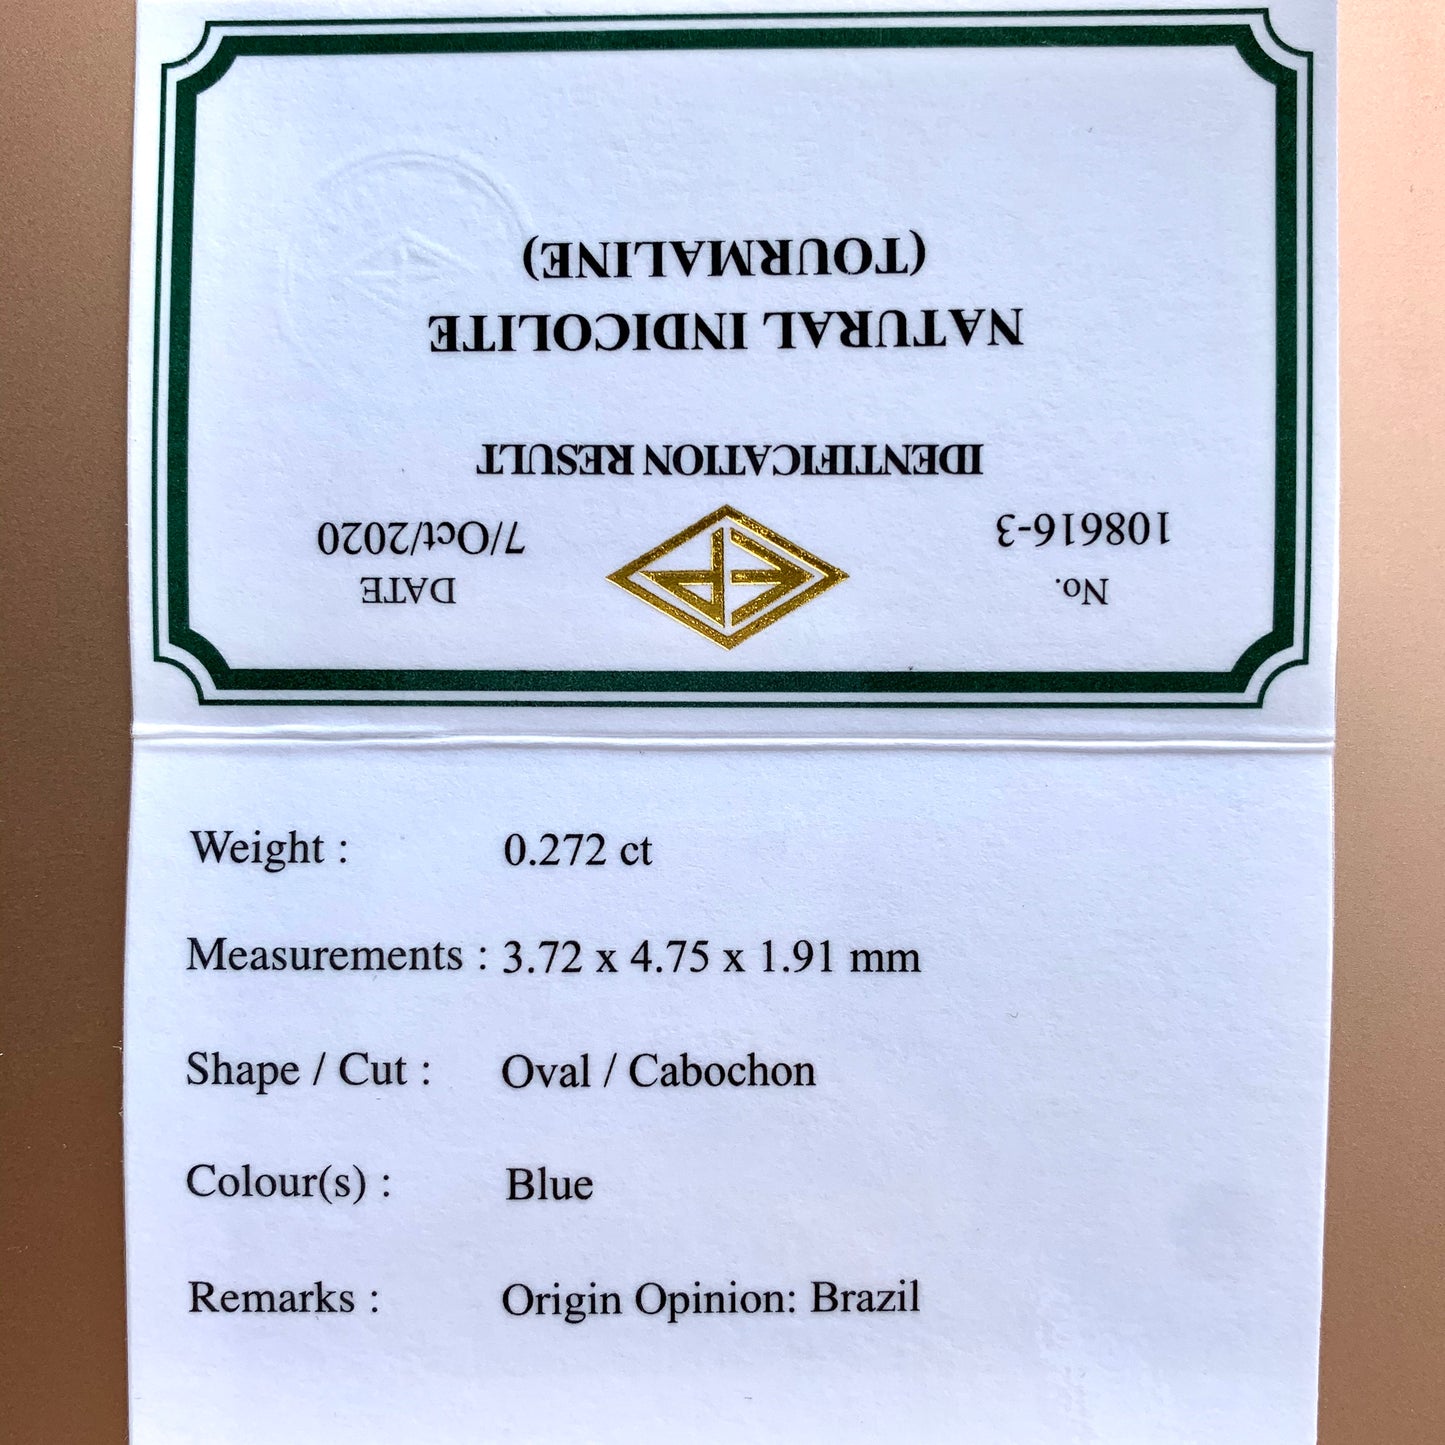 No.
108616-3
DATE
7/Oct/2020
IDENTIFICATION RESULT
NATURAL INDICOLITE
(TOURMALINE)
Weight : 0.272 ct
Measurements : 3.72 x 4.75 x 1.91 mm
Shape / Cut : Oval / Cabochon
Colour(s) : Blue
Remarks : Origin Opinion: Brazil